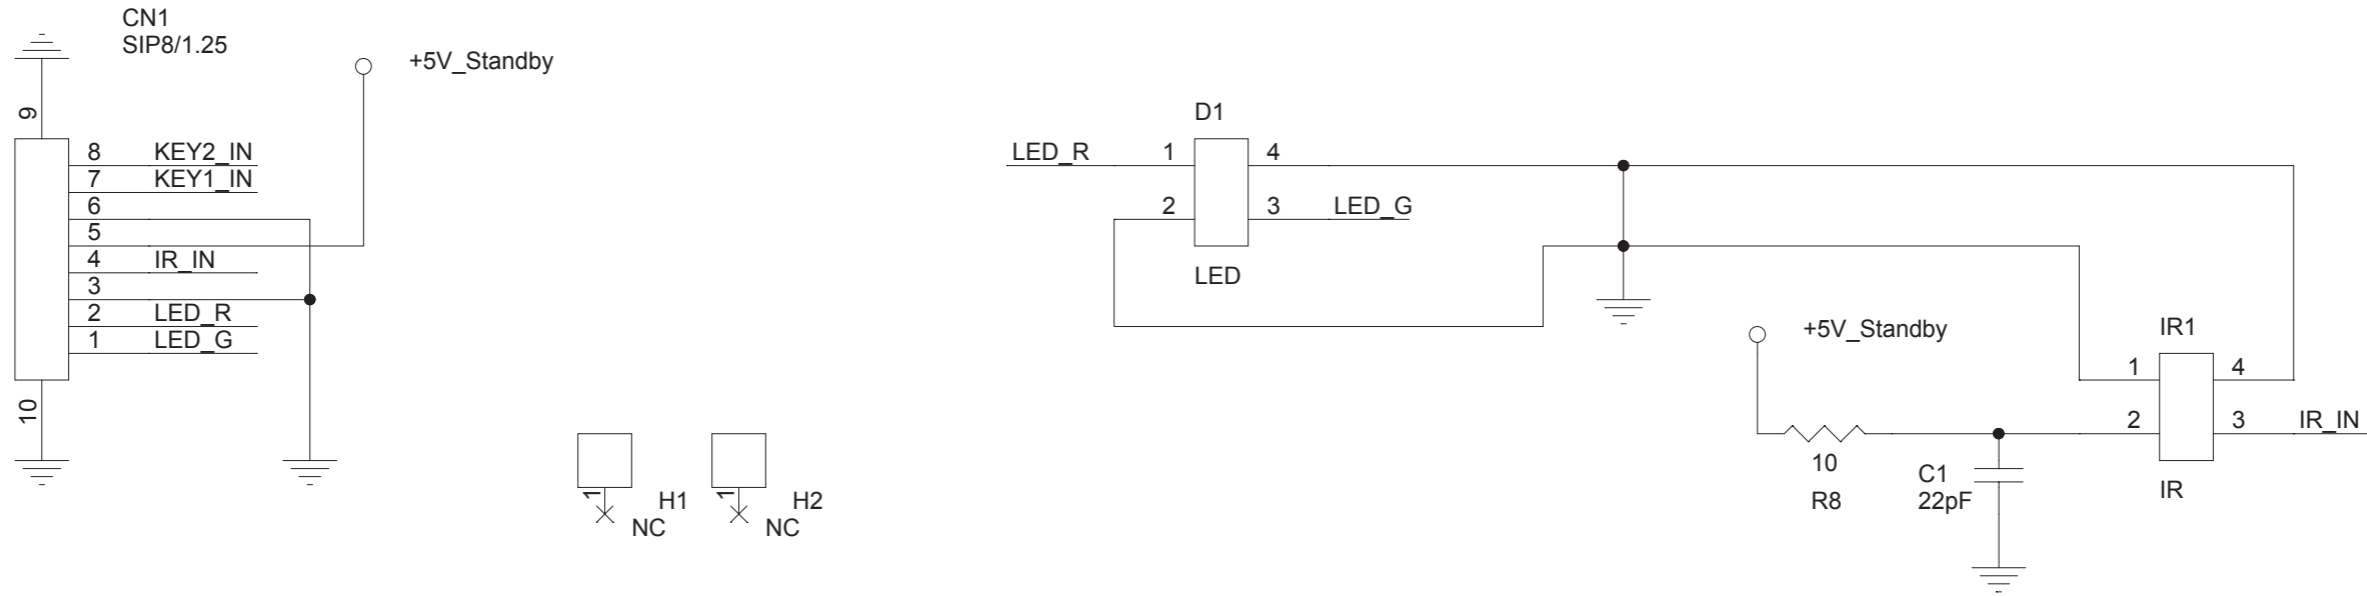 CN1
SIP8/1.25
+5V_Standby
9
8 KEY2_IN
7 KEY1_IN
6
5
4 IR_IN
3
2 LED_R
1 LED_G
10
1
H1
NC
1
H2
NC
D1
LED_R 1 4
2 3 LED_G
LED
+5V_Standby
IR1
1 4
2 3 IR_IN
10
R8
C1
22pF
IR